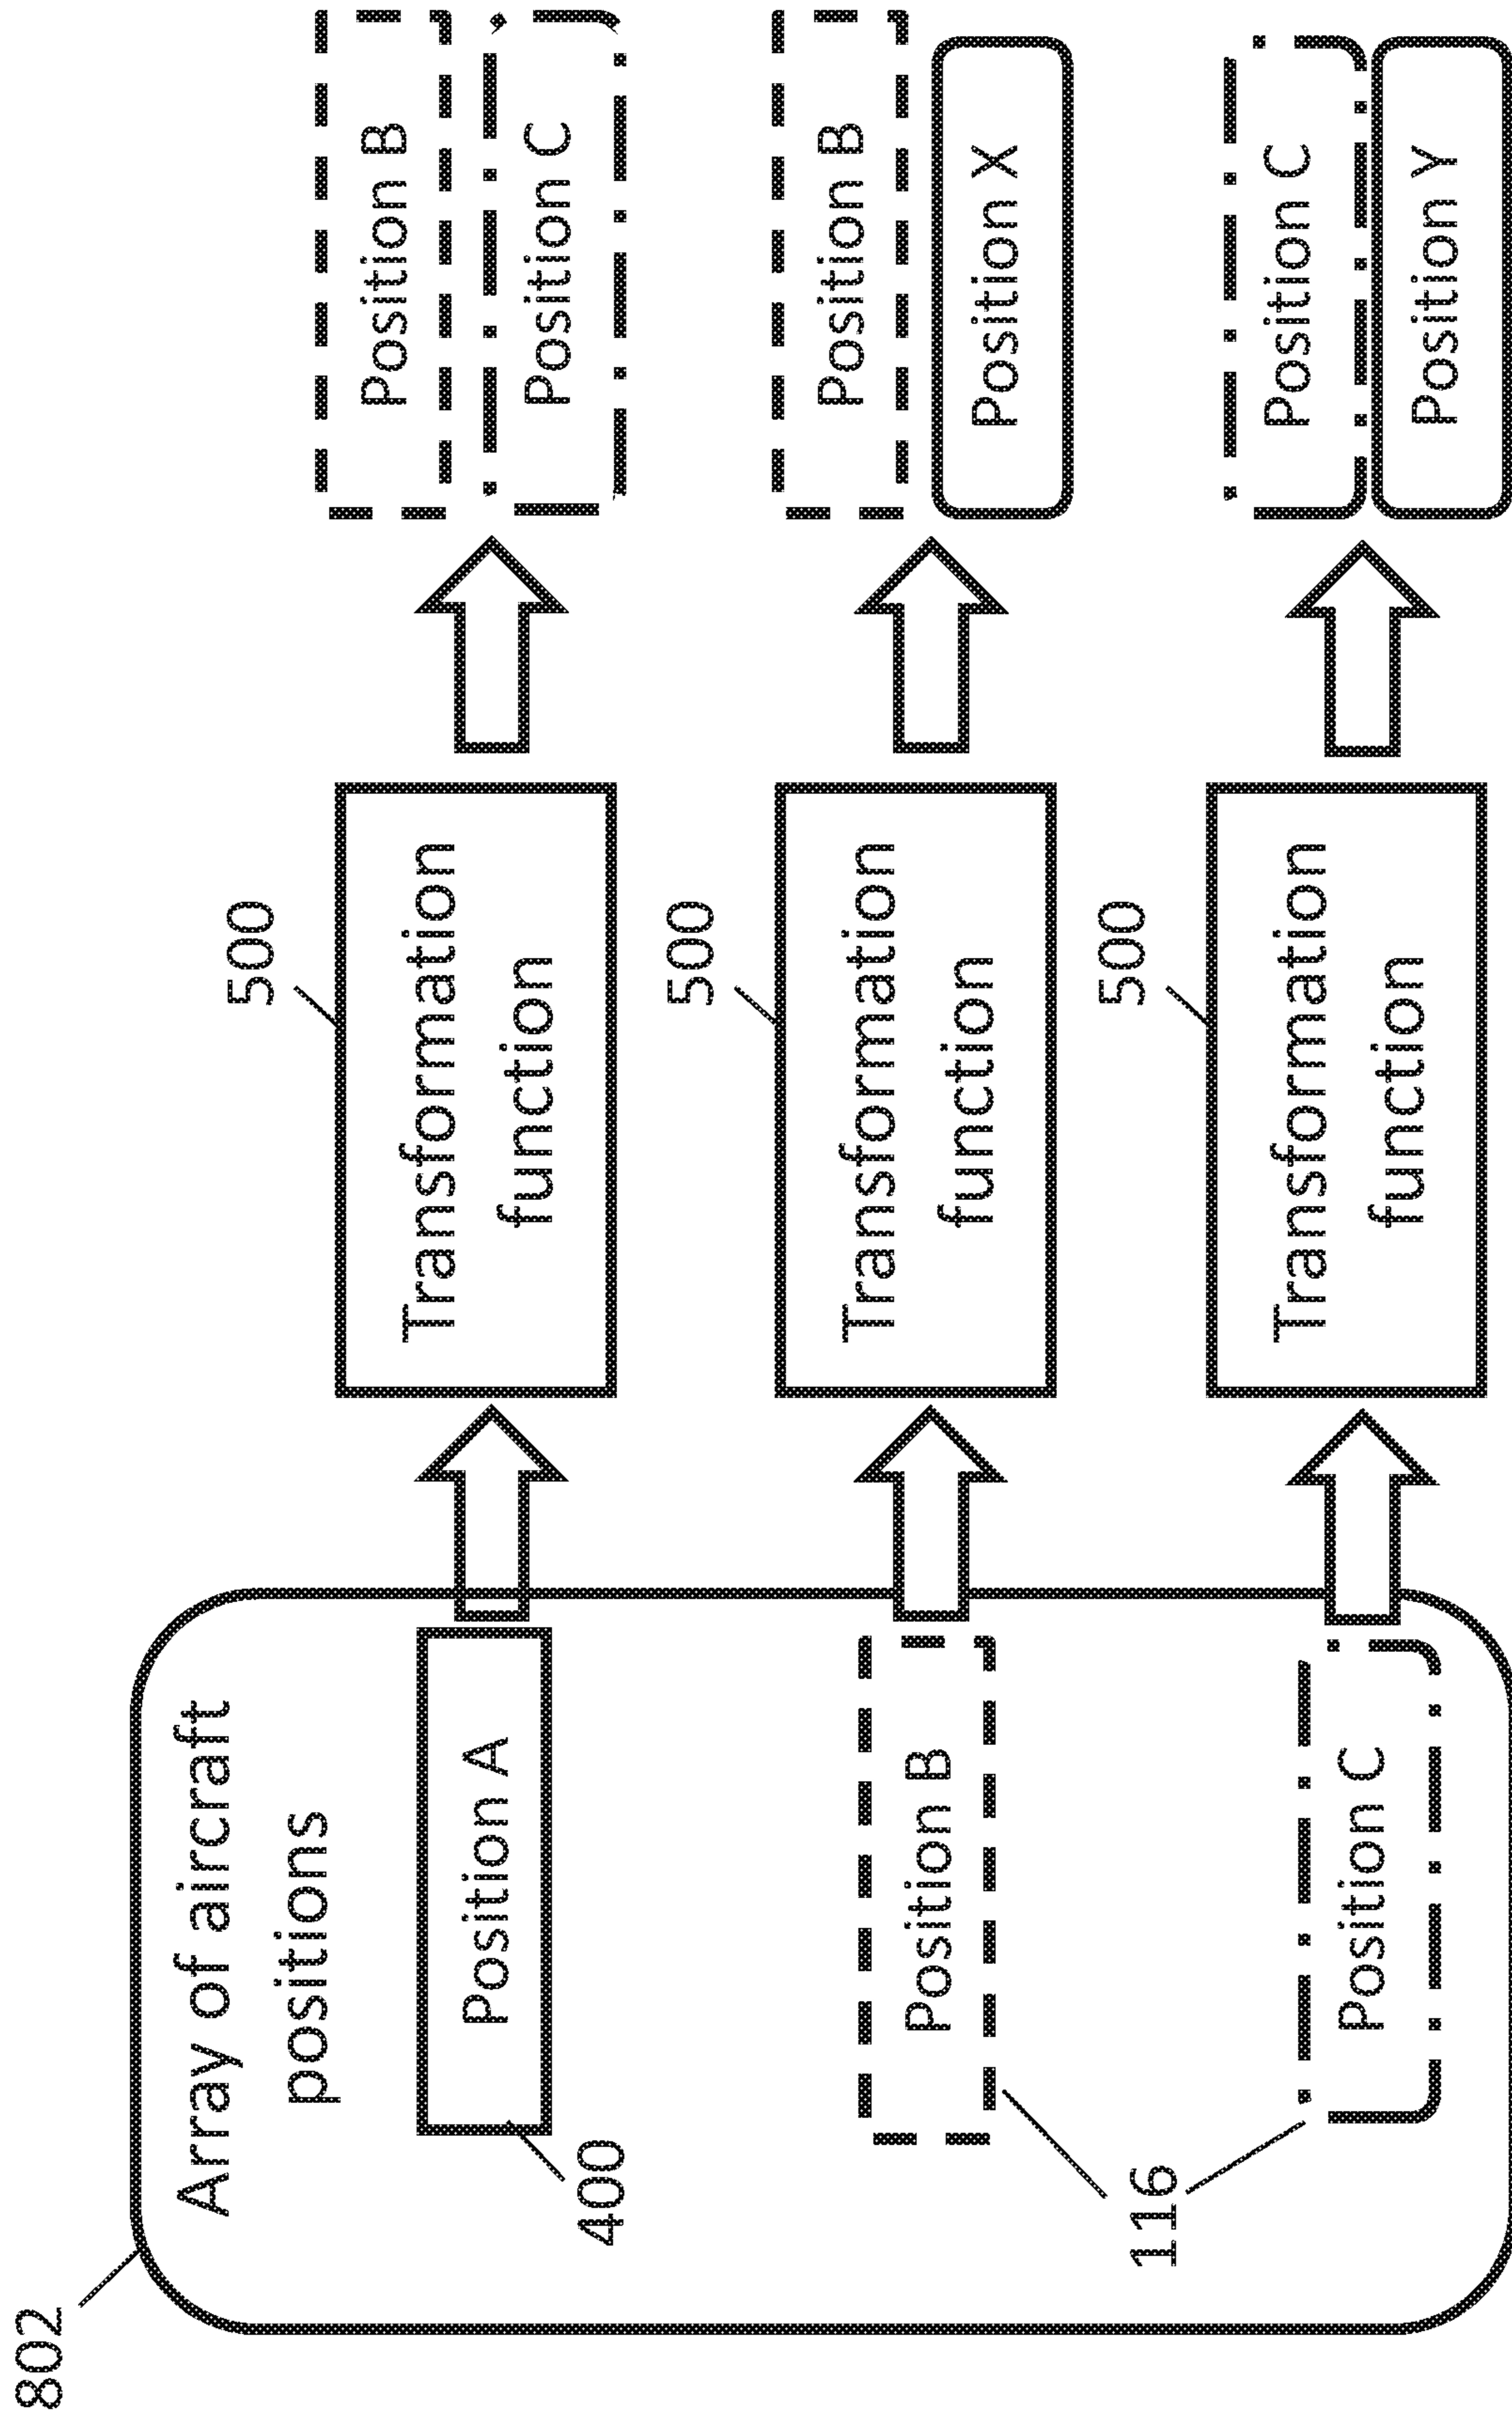 802
Array of aircraft
positions
Position A
400
Position B
116
Position C
500
Transformation
function
Position B
Position C
500
Transformation
function
Position B
Position X
500
Transformation
function
Position C
Position Y